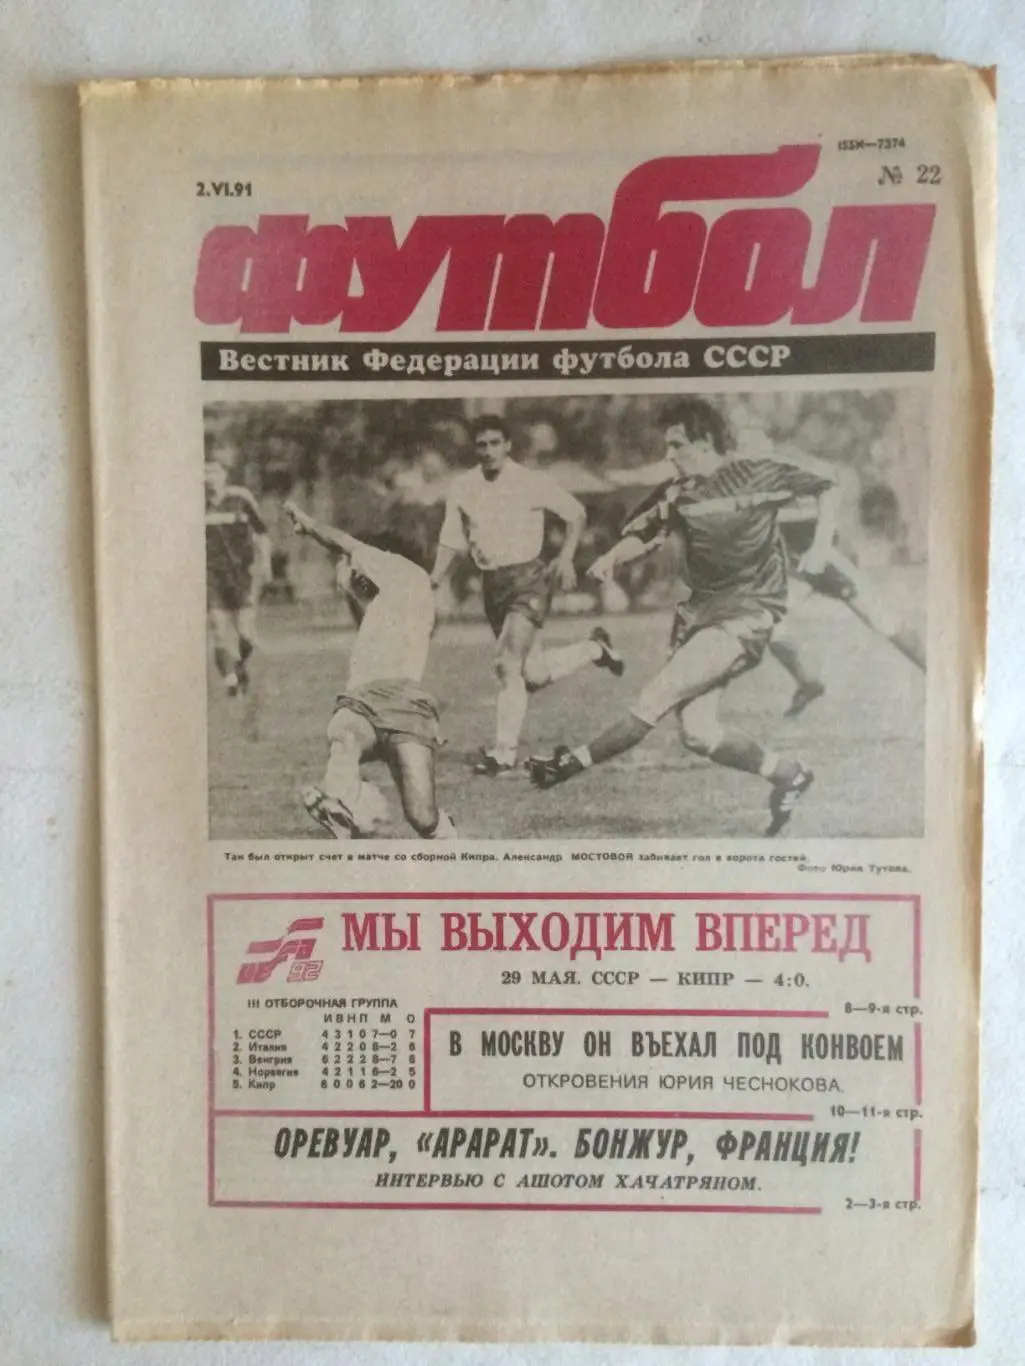 ISSN—7374
2.VI.91
№ 22
Футбол
Вестник Федерации футбола СССР
Так был открыт счет в матче со сборной Кипра. Александр МОСТОВОЙ забивает гол в ворота гостей.
Фото Юрия Тутова.
92
МЫ ВЫХОДИМ ВПЕРЕД
29 МАЯ. СССР — КИПР — 4:0.
8—9-я стр.
III ОТБОРОЧНАЯ ГРУППА
И В Н П М О
1. СССР 4 3 1 0 7—0 7
2. Италия 4 2 2 0 8—2 6
3. Венгрия 6 2 2 2 8—7 6
4. Норвегия 4 2 1 1 6—2 5
5. Кипр 6 0 0 6 2—20 0
В МОСКВУ ОН ВЪЕХАЛ ПОД КОНВОЕМ
ОТКРОВЕНИЯ ЮРИЯ ЧЕСНОКОВА.
10—11-я стр.
ОРЕВУАР, «АРАРАТ». БОНЖУР, ФРАНЦИЯ!
ИНТЕРВЬЮ С АШОТОМ ХАЧАТРЯНОМ.
2—3-я стр.